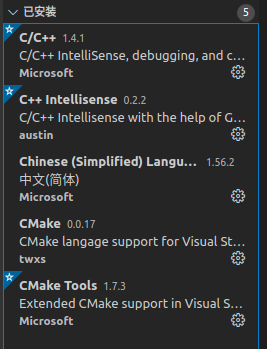 已安装
5
C/C++ 1.4.1
C/C++ IntelliSense, debugging, and c...
Microsoft
C++ Intellisense 0.2.2
C/C++ Intellisense with the help of G...
austin
Chinese (Simplified) Langu... 1.56.2
中文(简体)
Microsoft
CMake 0.0.17
CMake langage support for Visual St...
twxs
CMake Tools 1.7.3
Extended CMake support in Visual S...
Microsoft